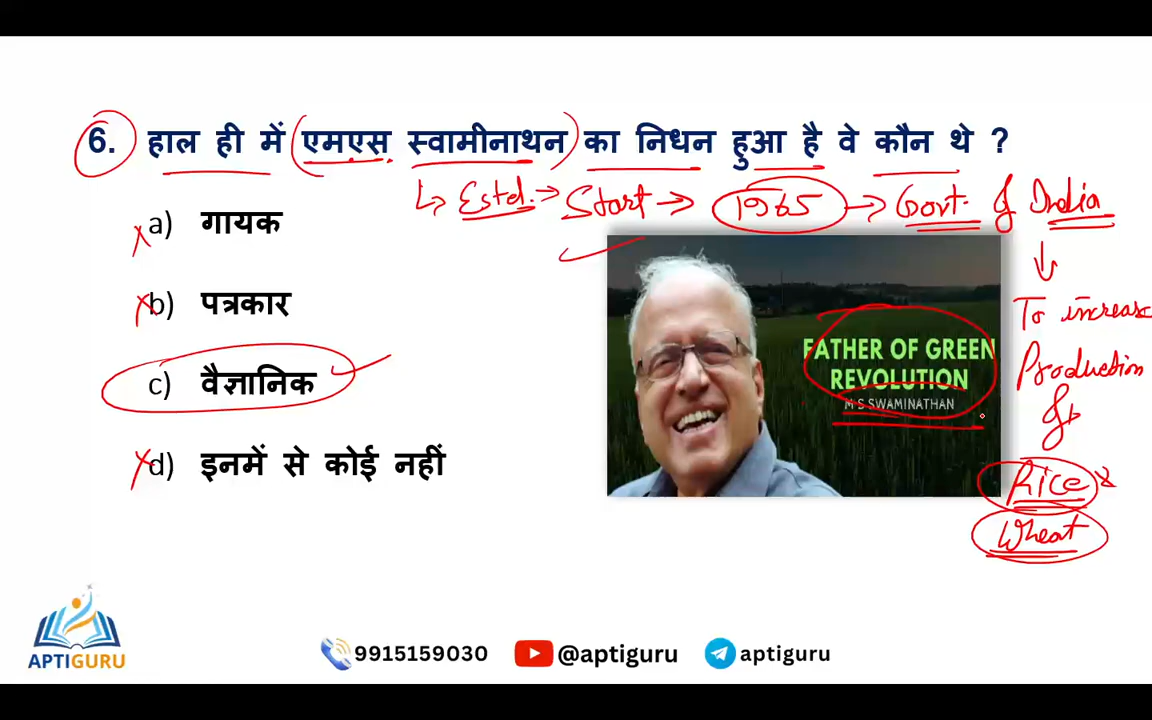 6. हाल ही में (एमएस स्वामीनाथन) का निधन हुआ है वे कौन थे ?
↳ Estd. → Start → 1965 → Govt. of India
a) गायक
b) पत्रकार
c) वैज्ञानिक
d) इनमें से कोई नहीं
FATHER OF GREEN
REVOLUTION
M S SWAMINATHAN
↓
To increase
Production
of
Rice &
Wheat
APTIGURU
9915159030
@aptiguru
aptiguru